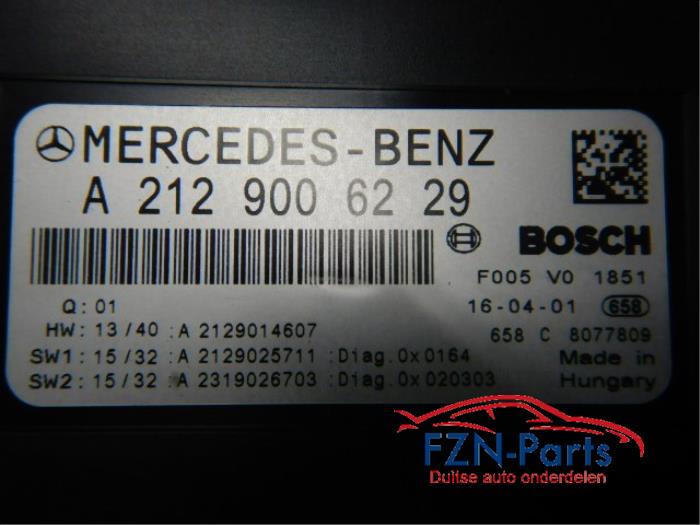 MERCEDES-BENZ
A 212 900 62 29
BOSCH
F005 V0 1851
Q: 01
16-04-01 658
HW: 13/40 :A 2129014607
658 C 8077809
SW1: 15/32 :A 2129025711 :Diag.0x0164
Made in
SW2: 15/32 :A 2319026703 :Diag.0x020303
Hungary
FZN-Parts
Duitse auto onderdelen